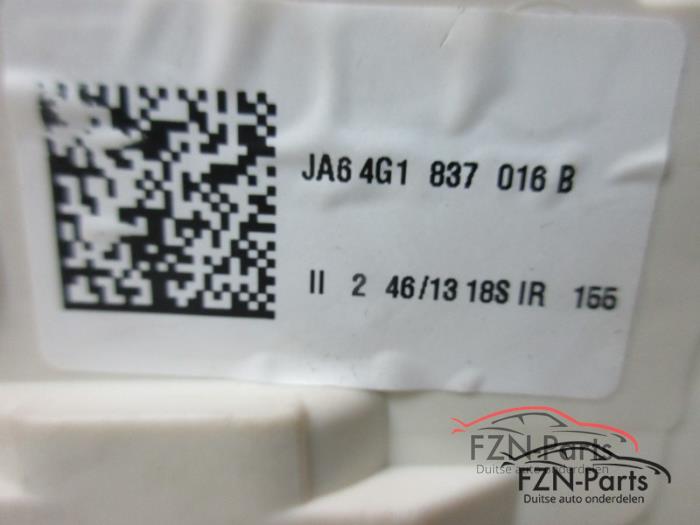 JA6 4G1 837 016 B
II 2 46/13 18S IR 155
FZN-Parts
Duitse auto onderdelen
FZN-Parts
Duitse auto onderdelen